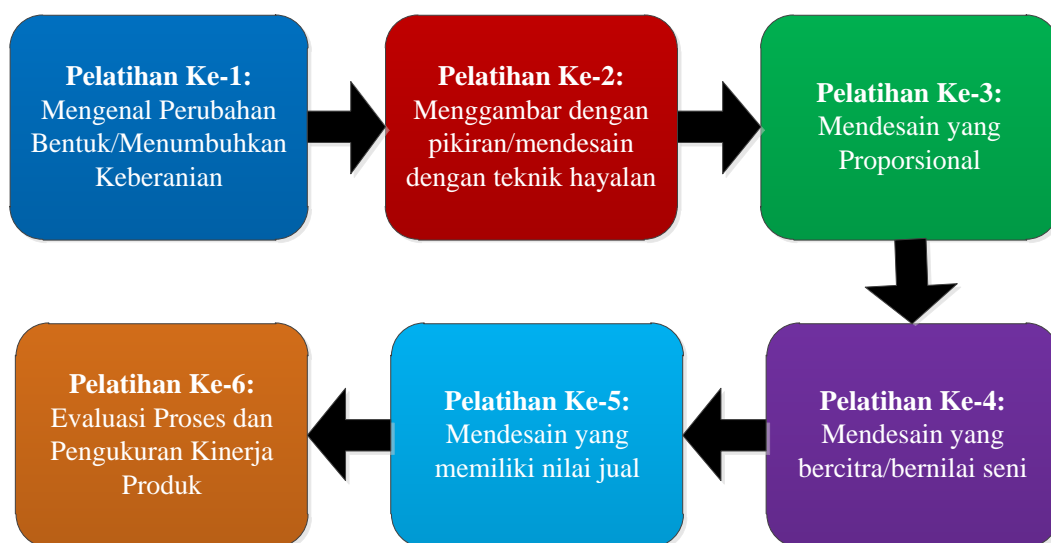 Pelatihan Ke-1:
Mengenal Perubahan
Bentuk/Menumbuhkan
Keberanian
Pelatihan Ke-2:
Menggambar dengan
pikiran/mendesain
dengan teknik hayalan
Pelatihan Ke-3:
Mendesain yang
Proporsional
Pelatihan Ke-4:
Mendesain yang
bercitra/bernilai seni
Pelatihan Ke-5:
Mendesain yang
memiliki nilai jual
Pelatihan Ke-6:
Evaluasi Proses dan
Pengukuran Kinerja
Produk